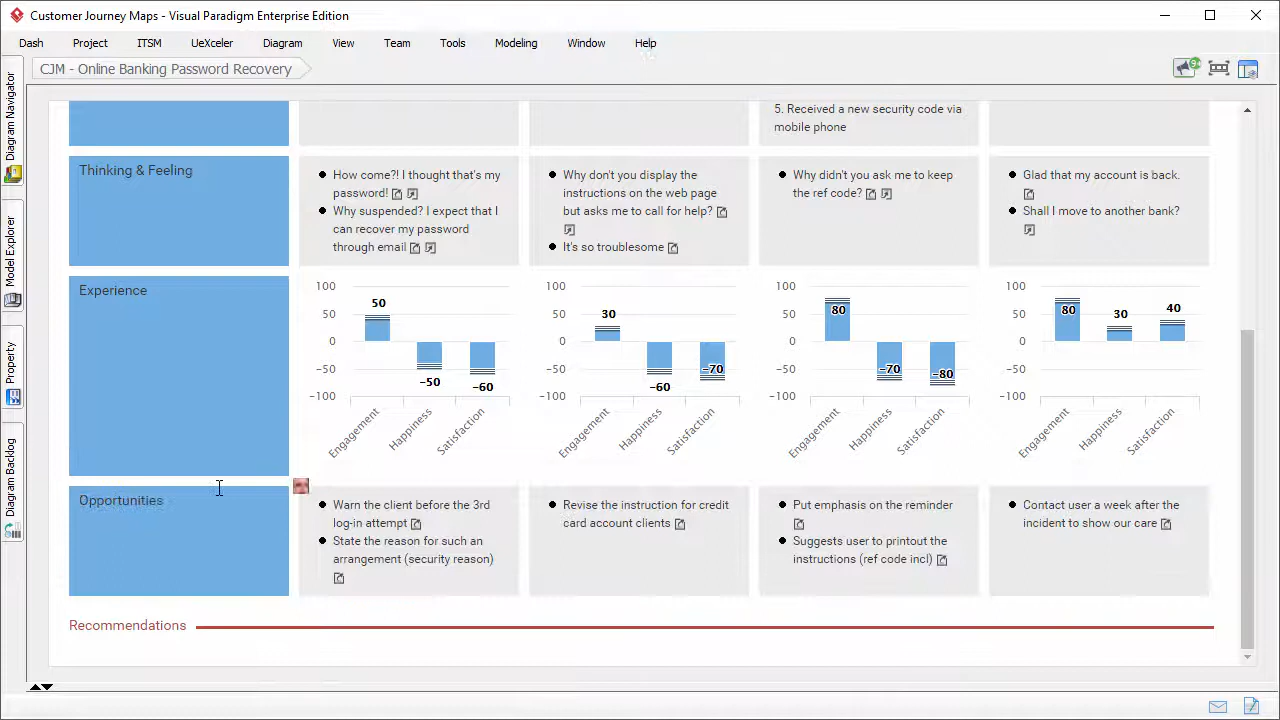 Customer Journey Maps - Visual Paradigm Enterprise Edition
Dash Project ITSM UeXceler Diagram View Team Tools Modeling Window Help
CJM - Online Banking Password Recovery
Diagram Navigator
Model Explorer
Property
Diagram Backlog
5. Received a new security code via
mobile phone
Thinking & Feeling
How come?! I thought that's my
password!
Why suspended? I expect that I
can recover my password
through email
Why don't you display the
instructions on the web page
but asks me to call for help?
It's so troublesome
Why didn't you ask me to keep
the ref code?
Glad that my account is back.
Shall I move to another bank?
Experience
100
50
0
-50
-100
50
-50
-60
Engagement
Happiness
Satisfaction
100
50
0
-50
-100
30
-60
-70
Engagement
Happiness
Satisfaction
100
50
0
-50
-100
80
-70
-80
Engagement
Happiness
Satisfaction
100
50
0
-50
-100
80
30
40
Engagement
Happiness
Satisfaction
Opportunities
Warn the client before the 3rd
log-in attempt
State the reason for such an
arrangement (security reason)
Revise the instruction for credit
card account clients
Put emphasis on the reminder
Suggests user to printout the
instructions (ref code incl)
Contact user a week after the
incident to show our care
Recommendations